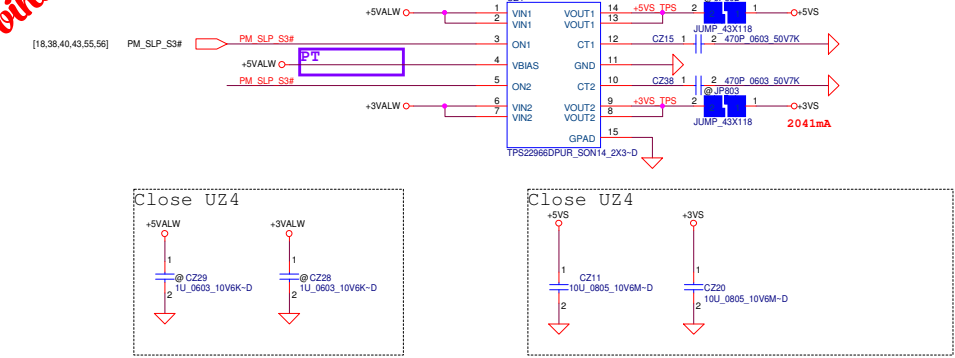 +5VALW 1 VIN1 VOUT1 14 +5VS_TPS 2 1 +5VS
2 VIN1 VOUT1 13 JUMP_43X118
[18,38,40,43,55,56] PM_SLP_S3# PM_SLP_S3# 3 ON1 CT1 12 CZ15 1 2 470P_0603_50V7K
PT
+5VALW 4 VBIAS GND 11
PM_SLP_S3# 5 ON2 CT2 10 CZ38 1 2 470P_0603_50V7K
@JP803
+3VALW 6 VIN2 VOUT2 9 +3VS_TPS 2 1 +3VS
7 VIN2 VOUT2 8
JUMP_43X118 2041mA
GPAD 15
TPS22966DPUR_SON14_2X3~D
Close UZ4
+5VALW +3VALW
1 1
@CZ29 @CZ28
1U_0603_10V6K~D 1U_0603_10V6K~D
2 2
Close UZ4
+5VS +3VS
1 1
CZ11 CZ20
10U_0805_10V6M~D 10U_0805_10V6M~D
2 2